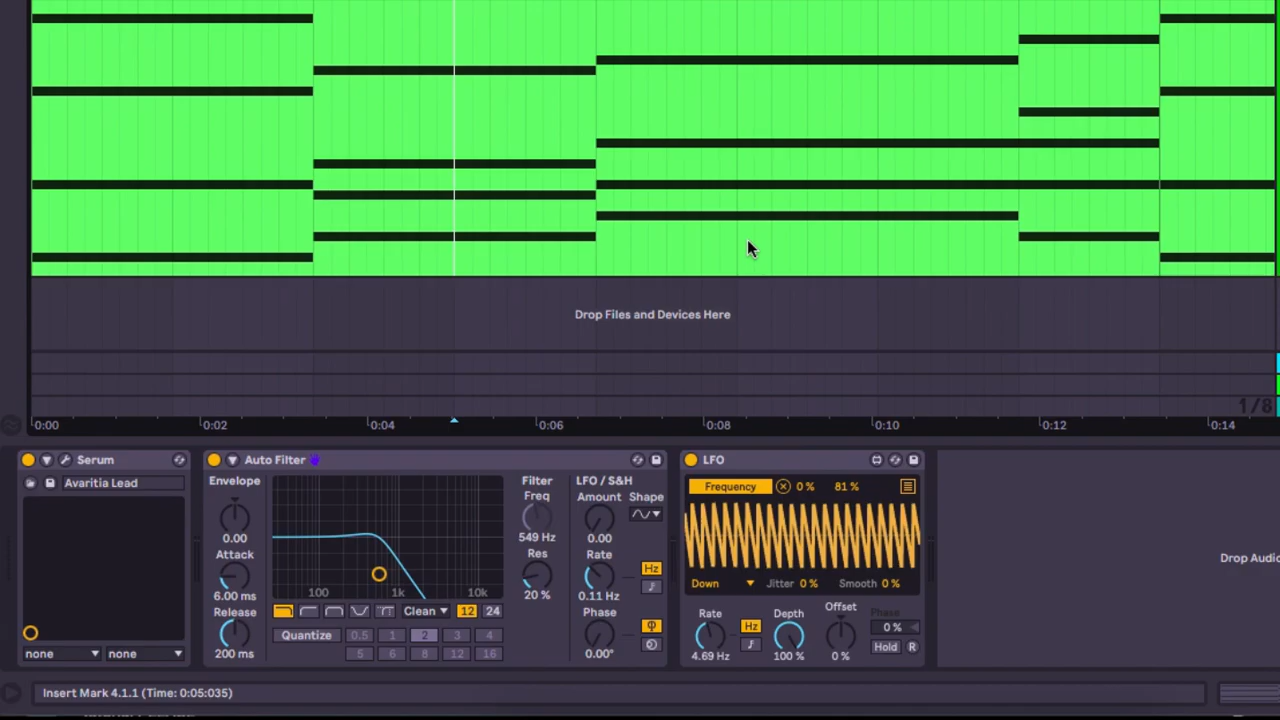 Drop Files and Devices Here
1/8
0:00 0:02 0:04 0:06 0:08 0:10 0:12 0:14
Serum
Avaritia Lead
none none
Auto Filter
Envelope
0.00
Attack
6.00 ms
Release
200 ms
100 1k 10k
Clean 12 24
Quantize 0.5 1 2 3 4
5 6 8 12 16
Filter
Freq
549 Hz
Res
20 %
LFO / S&H
Amount Shape
0.00
Rate
Hz
0.11 Hz
Phase
0.00°
LFO
Frequency 0 % 81 %
Down Jitter 0 % Smooth 0 %
Rate Hz Depth Offset Phase
0 %
Hold R
4.69 Hz 100 % 0 %
Drop Audio
Insert Mark 4.1.1 (Time: 0:05:035)